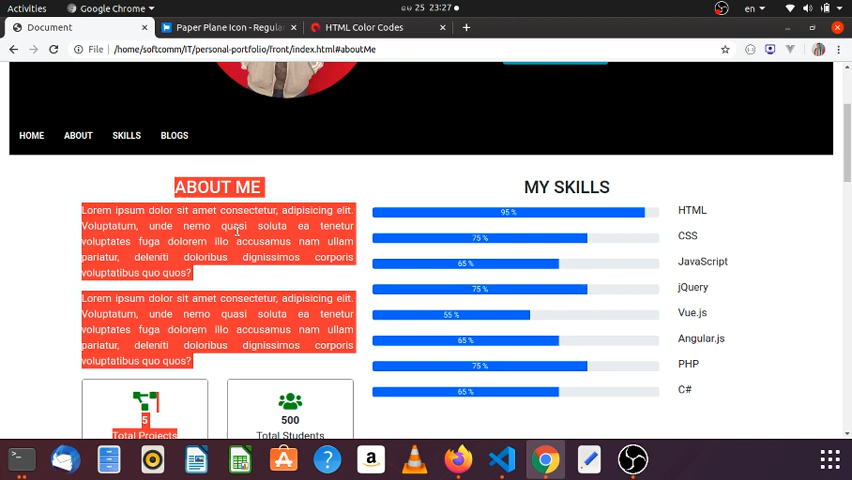 Activities
Google Chrome
ოქ 25 23:27
en
Document
Paper Plane Icon - Regular
HTML Color Codes
File
/home/softcomm/IT/personal-portfolio/front/index.html#aboutMe
HOME ABOUT SKILLS BLOGS
ABOUT ME
Lorem ipsum dolor sit amet consectetur, adipisicing elit.
Voluptatum, unde nemo quasi soluta ea tenetur
voluptates fuga dolorem illo accusamus nam ullam
pariatur, deleniti doloribus dignissimos corporis
voluptatibus quo quos?
Lorem ipsum dolor sit amet consectetur, adipisicing elit.
Voluptatum, unde nemo quasi soluta ea tenetur
voluptates fuga dolorem illo accusamus nam ullam
pariatur, deleniti doloribus dignissimos corporis
voluptatibus quo quos?
5
Total Projects
500
Total Students
MY SKILLS
95 % HTML
75 % CSS
65 % JavaScript
75 % jQuery
55 % Vue.js
65 % Angular.js
75 % PHP
65 % C#